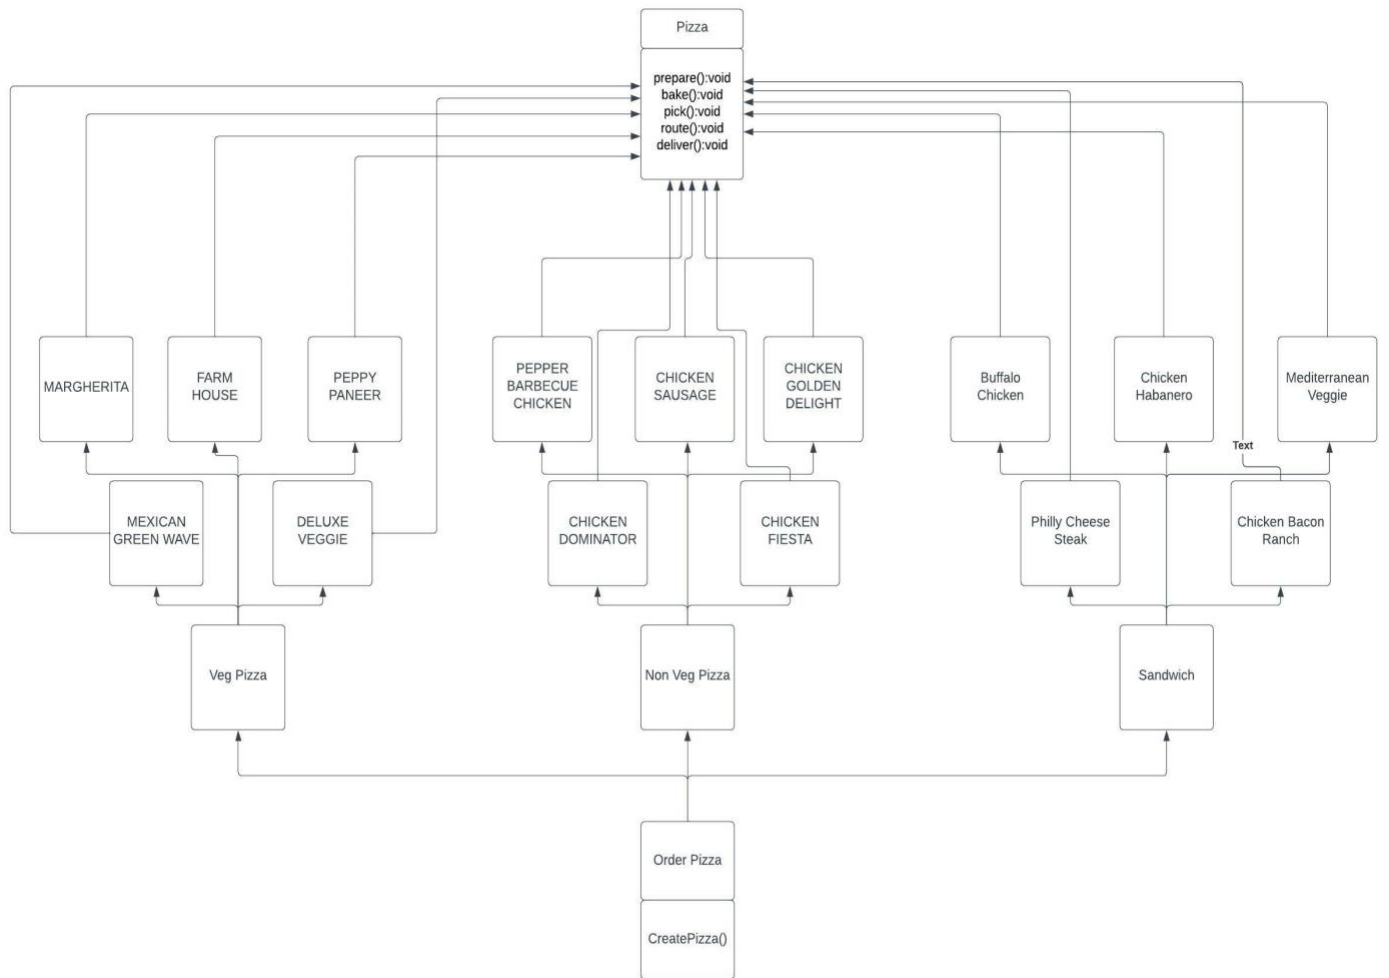 Pizza
prepare():void
bake():void
pick():void
route():void
deliver():void
MARGHERITA
FARM
HOUSE
PEPPY
PANEER
PEPPER
BARBECUE
CHICKEN
CHICKEN
SAUSAGE
CHICKEN
GOLDEN
DELIGHT
Buffalo
Chicken
Chicken
Habanero
Mediterranean
Veggie
Text
MEXICAN
GREEN WAVE
DELUXE
VEGGIE
CHICKEN
DOMINATOR
CHICKEN
FIESTA
Philly Cheese
Steak
Chicken Bacon
Ranch
Veg Pizza
Non Veg Pizza
Sandwich
Order Pizza
CreatePizza()